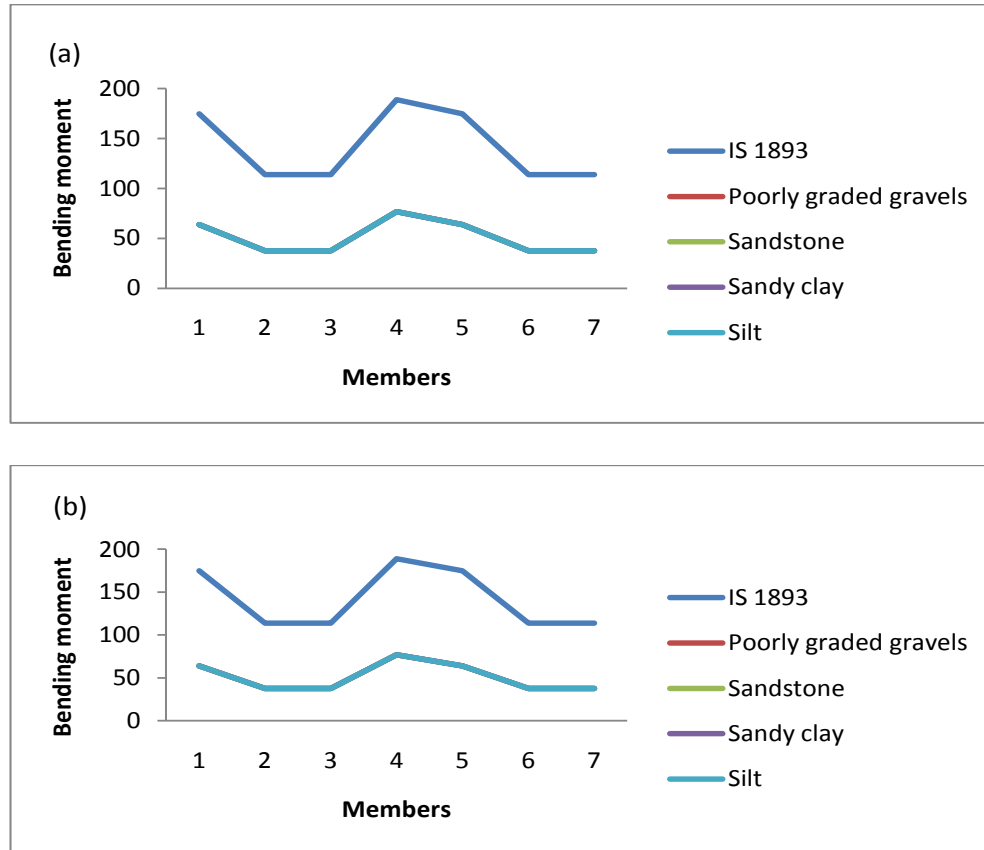 (a)
Bending moment
200
150
100
50
0
1 2 3 4 5 6 7
Members
IS 1893
Poorly graded gravels
Sandstone
Sandy clay
Silt
(b)
Bending moment
200
150
100
50
0
1 2 3 4 5 6 7
Members
IS 1893
Poorly graded gravels
Sandstone
Sandy clay
Silt